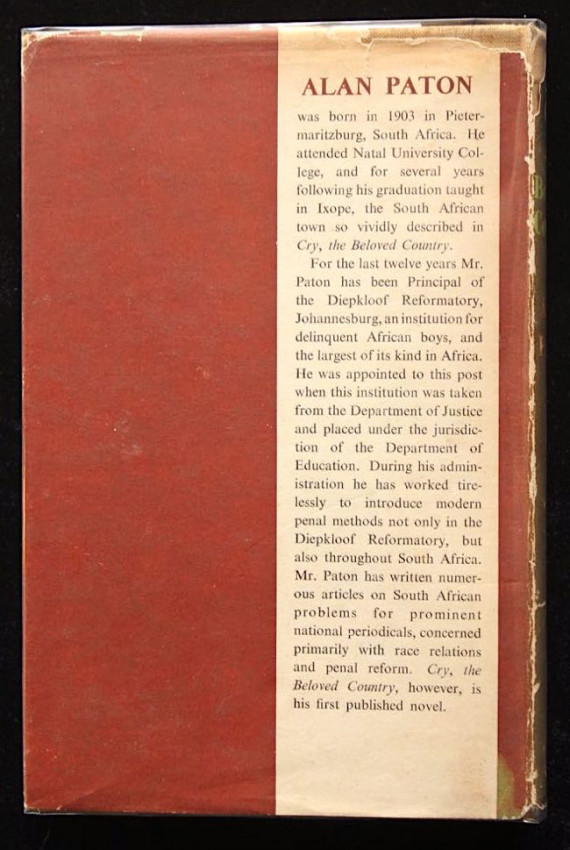 ALAN PATON
was born in 1903 in Pieter-
maritzburg, South Africa. He
attended Natal University Col-
lege, and for several years
following his graduation taught
in Ixope, the South African
town so vividly described in
Cry, the Beloved Country.
For the last twelve years Mr.
Paton has been Principal of
the Diepkloof Reformatory,
Johannesburg, an institution for
delinquent African boys, and
the largest of its kind in Africa.
He was appointed to this post
when this institution was taken
from the Department of Justice
and placed under the jurisdic-
tion of the Department of
Education. During his admin-
istration he has worked tire-
lessly to introduce modern
penal methods not only in the
Diepkloof Reformatory, but
also throughout South Africa.
Mr. Paton has written numer-
ous articles on South African
problems for prominent
national periodicals, concerned
primarily with race relations
and penal reform. Cry, the
Beloved Country, however, is
his first published novel.